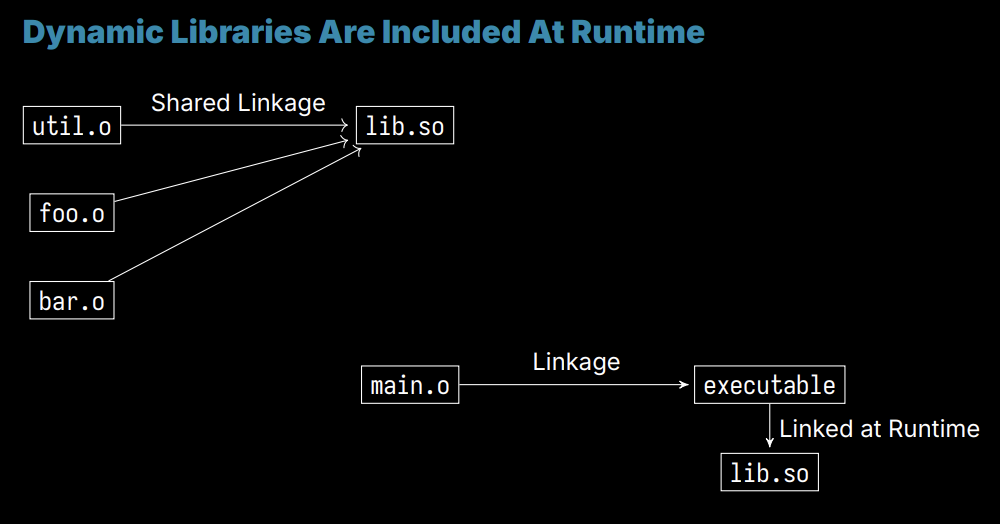 Dynamic Libraries Are Included At Runtime
Shared Linkage
util.o
lib.so
foo.o
bar.o
Linkage
main.o
executable
Linked at Runtime
lib.so